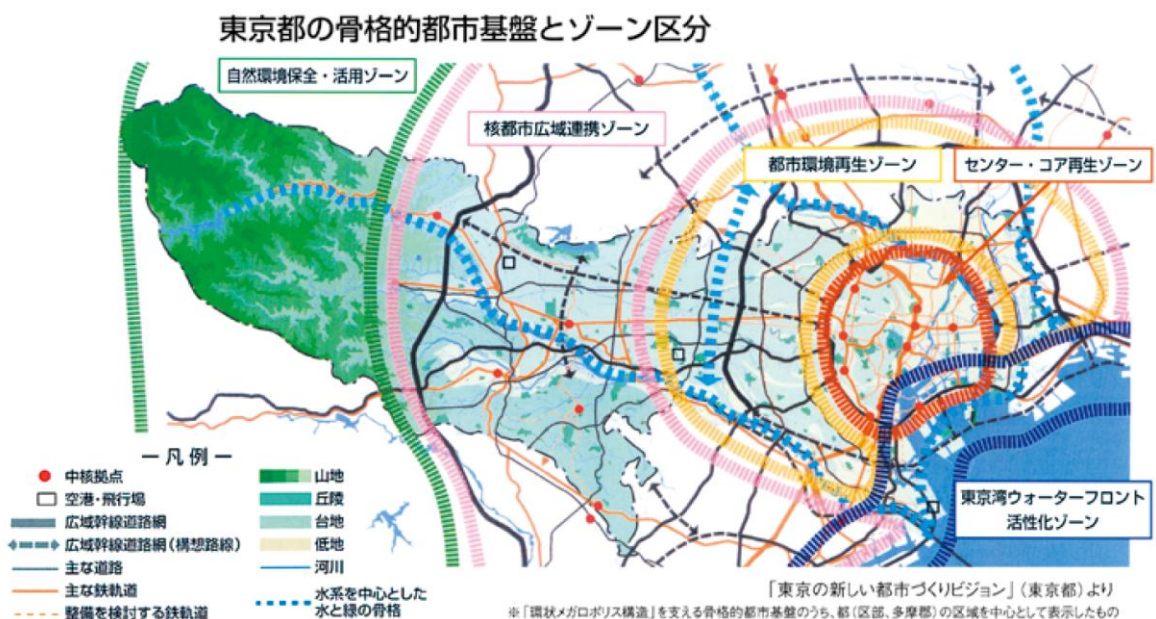 東京都の骨格的都市基盤とゾーン区分
自然環境保全・活用ゾーン
核都市広域連携ゾーン
都市環境再生ゾーン
センター・コア再生ゾーン
東京湾ウォーターフロント
活性化ゾーン
ー凡例ー
中核拠点
空港・飛行場
広域幹線道路網
広域幹線道路網(構想路線)
主な道路
主な鉄軌道
整備を検討する鉄軌道
山地
丘陵
台地
低地
河川
水系を中心とした
水と緑の骨格
「東京の新しい都市づくりビジョン」(東京都)より
※「環状メガロポリス構造」を支える骨格的都市基盤のうち、都(区部、多摩部)の区域を中心として表示したもの